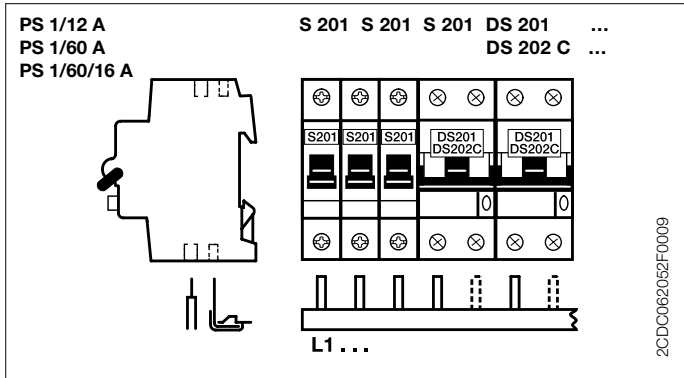 PS 1/12 A
PS 1/60 A
PS 1/60/16 A
S 201 S 201 S 201 DS 201 ...
DS 202 C ...
S201 S201 S201 DS201 DS201
DS202C DS202C
L1 . . .
2CDC062052F0009